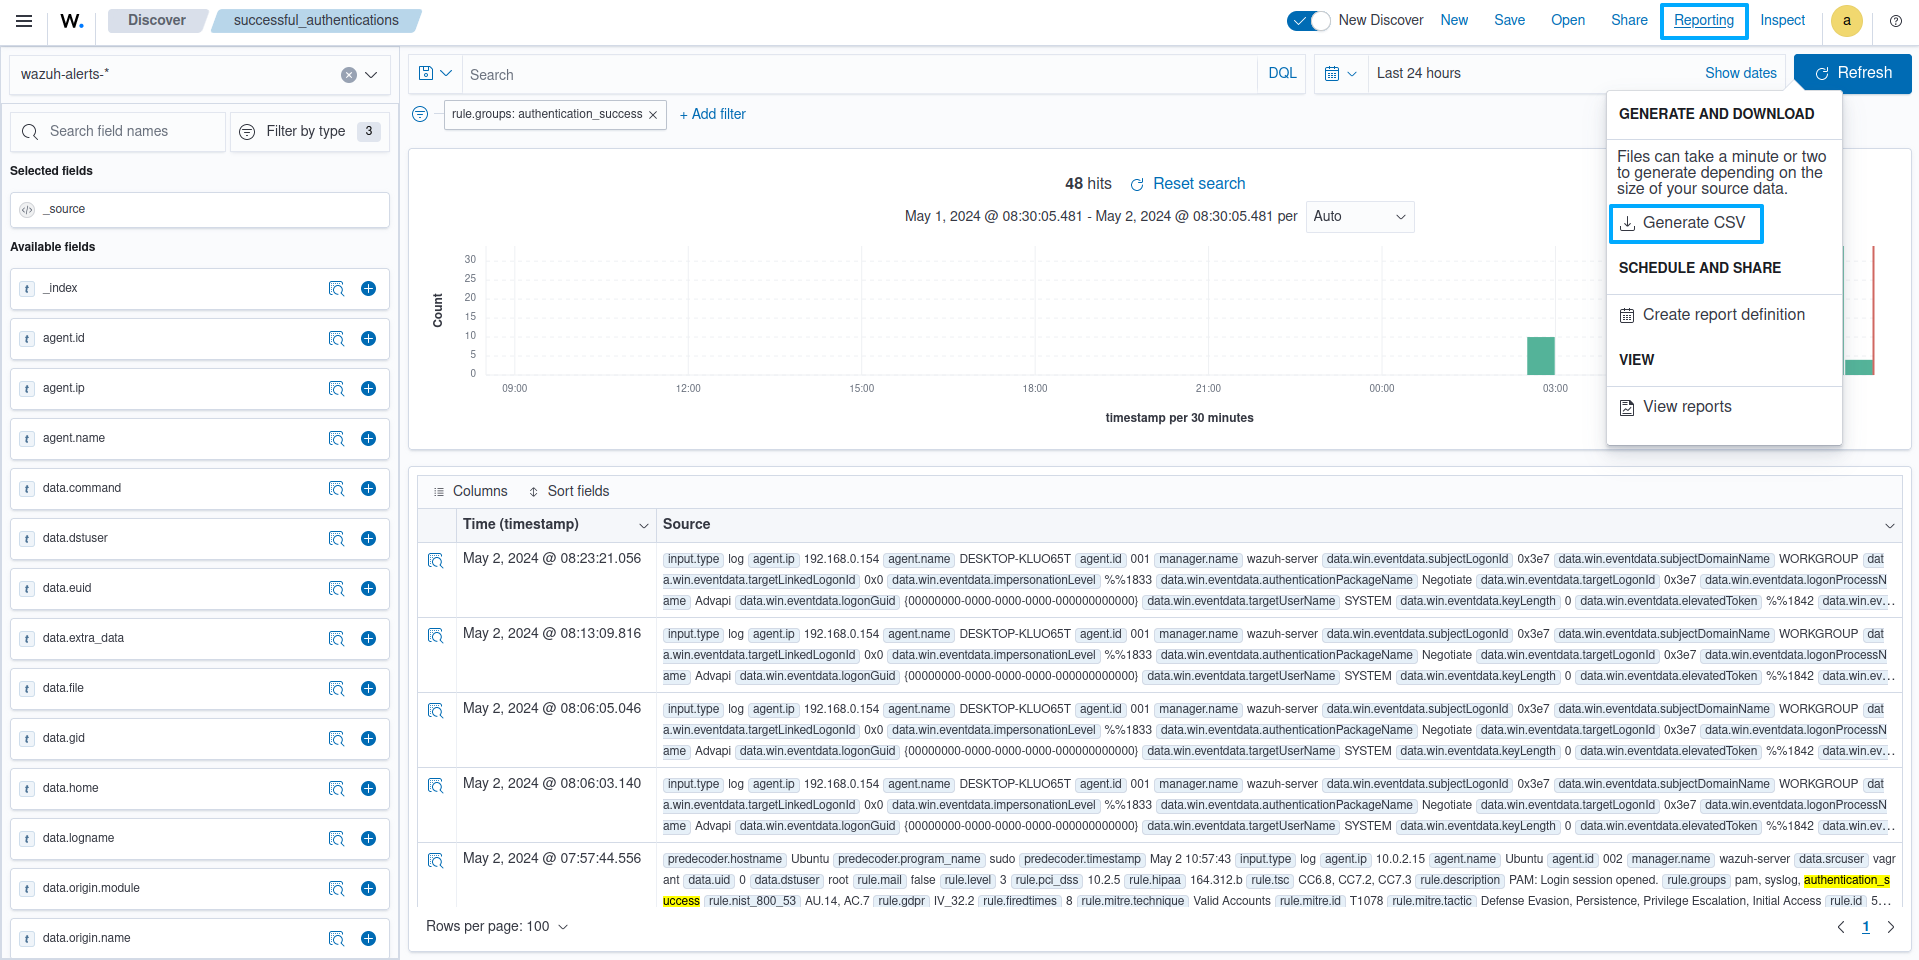 W.
Discover
successful_authentications
New Discover
New
Save
Open
Share
Reporting
Inspect
a
wazuh-alerts-*
Search
DQL
Last 24 hours
Show dates
Refresh
rule.groups: authentication_success
+ Add filter
Search field names
Filter by type 3
Selected fields
_source
Available fields
t _index
t agent.id
t agent.ip
t agent.name
t data.command
t data.dstuser
t data.euid
t data.extra_data
t data.file
t data.gid
t data.home
t data.logname
t data.origin.module
t data.origin.name
GENERATE AND DOWNLOAD
Files can take a minute or two
to generate depending on the
size of your source data.
Generate CSV
SCHEDULE AND SHARE
Create report definition
VIEW
View reports
48 hits
Reset search
May 1, 2024 @ 08:30:05.481 - May 2, 2024 @ 08:30:05.481 per
Auto
Count
30
25
20
15
10
5
0
09:00
12:00
15:00
18:00
21:00
00:00
03:00
timestamp per 30 minutes
Columns
Sort fields
Time (timestamp)
Source
May 2, 2024 @ 08:23:21.056
input.type log agent.ip 192.168.0.154 agent.name DESKTOP-KLUO65T agent.id 001 manager.name wazuh-server data.win.eventdata.subjectLogonId 0x3e7 data.win.eventdata.subjectDomainName WORKGROUP dat
a.win.eventdata.targetLinkedLogonId 0x0 data.win.eventdata.impersonationLevel %%1833 data.win.eventdata.authenticationPackageName Negotiate data.win.eventdata.targetLogonId 0x3e7 data.win.eventdata.logonProcessN
ame Advapi data.win.eventdata.logonGuid {00000000-0000-0000-0000-000000000000} data.win.eventdata.targetUserName SYSTEM data.win.eventdata.keyLength 0 data.win.eventdata.elevatedToken %%1842 data.win.ev…
May 2, 2024 @ 08:13:09.816
input.type log agent.ip 192.168.0.154 agent.name DESKTOP-KLUO65T agent.id 001 manager.name wazuh-server data.win.eventdata.subjectLogonId 0x3e7 data.win.eventdata.subjectDomainName WORKGROUP dat
a.win.eventdata.targetLinkedLogonId 0x0 data.win.eventdata.impersonationLevel %%1833 data.win.eventdata.authenticationPackageName Negotiate data.win.eventdata.targetLogonId 0x3e7 data.win.eventdata.logonProcessN
ame Advapi data.win.eventdata.logonGuid {00000000-0000-0000-0000-000000000000} data.win.eventdata.targetUserName SYSTEM data.win.eventdata.keyLength 0 data.win.eventdata.elevatedToken %%1842 data.win.ev…
May 2, 2024 @ 08:06:05.046
input.type log agent.ip 192.168.0.154 agent.name DESKTOP-KLUO65T agent.id 001 manager.name wazuh-server data.win.eventdata.subjectLogonId 0x3e7 data.win.eventdata.subjectDomainName WORKGROUP dat
a.win.eventdata.targetLinkedLogonId 0x0 data.win.eventdata.impersonationLevel %%1833 data.win.eventdata.authenticationPackageName Negotiate data.win.eventdata.targetLogonId 0x3e7 data.win.eventdata.logonProcessN
ame Advapi data.win.eventdata.logonGuid {00000000-0000-0000-0000-000000000000} data.win.eventdata.targetUserName SYSTEM data.win.eventdata.keyLength 0 data.win.eventdata.elevatedToken %%1842 data.win.ev…
May 2, 2024 @ 08:06:03.140
input.type log agent.ip 192.168.0.154 agent.name DESKTOP-KLUO65T agent.id 001 manager.name wazuh-server data.win.eventdata.subjectLogonId 0x3e7 data.win.eventdata.subjectDomainName WORKGROUP dat
a.win.eventdata.targetLinkedLogonId 0x0 data.win.eventdata.impersonationLevel %%1833 data.win.eventdata.authenticationPackageName Negotiate data.win.eventdata.targetLogonId 0x3e7 data.win.eventdata.logonProcessN
ame Advapi data.win.eventdata.logonGuid {00000000-0000-0000-0000-000000000000} data.win.eventdata.targetUserName SYSTEM data.win.eventdata.keyLength 0 data.win.eventdata.elevatedToken %%1842 data.win.ev…
May 2, 2024 @ 07:57:44.556
predecoder.hostname Ubuntu predecoder.program_name sudo predecoder.timestamp May 2 10:57:43 input.type log agent.ip 10.0.2.15 agent.name Ubuntu agent.id 002 manager.name wazuh-server data.srcuser vagr
ant data.uid 0 data.dstuser root rule.mail false rule.level 3 rule.pci_dss 10.2.5 rule.hipaa 164.312.b rule.tsc CC6.8, CC7.2, CC7.3 rule.description PAM: Login session opened. rule.groups pam, syslog, authentication_s
uccess rule.nist_800_53 AU.14, AC.7 rule.gdpr IV_32.2 rule.firedtimes 8 rule.mitre.technique Valid Accounts rule.mitre.id T1078 rule.mitre.tactic Defense Evasion, Persistence, Privilege Escalation, Initial Access rule.id 5…
Rows per page: 100
1